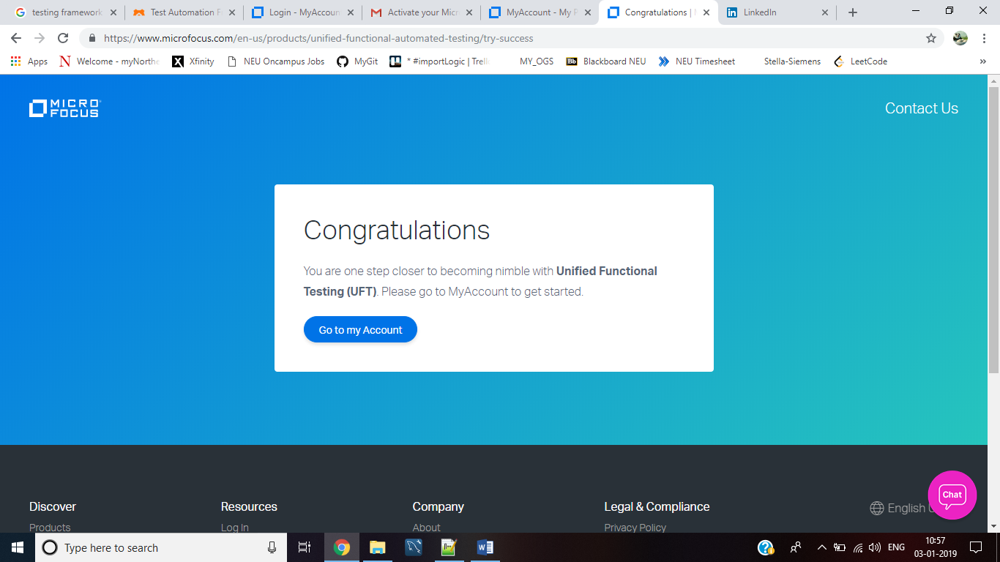 testing framework
Test Automation F
Login - MyAccoun
Activate your Micr
MyAccount - My P
Congratulations |
LinkedIn
https://www.microfocus.com/en-us/products/unified-functional-automated-testing/try-success
Apps
N Welcome - myNorthe
X Xfinity
NEU Oncampus Jobs
MyGit
* #importLogic | Trell
MY_OGS
Bb Blackboard NEU
NEU Timesheet
Stella-Siemens
LeetCode
»
MICRO
FOCUS
Contact Us
Congratulations
You are one step closer to becoming nimble with Unified Functional
Testing (UFT). Please go to MyAccount to get started.
Go to my Account
Chat
Discover
Resources
Company
Legal & Compliance
English
Products
Log In
About
Privacy Policy
Type here to search
ENG
10:57
03-01-2019